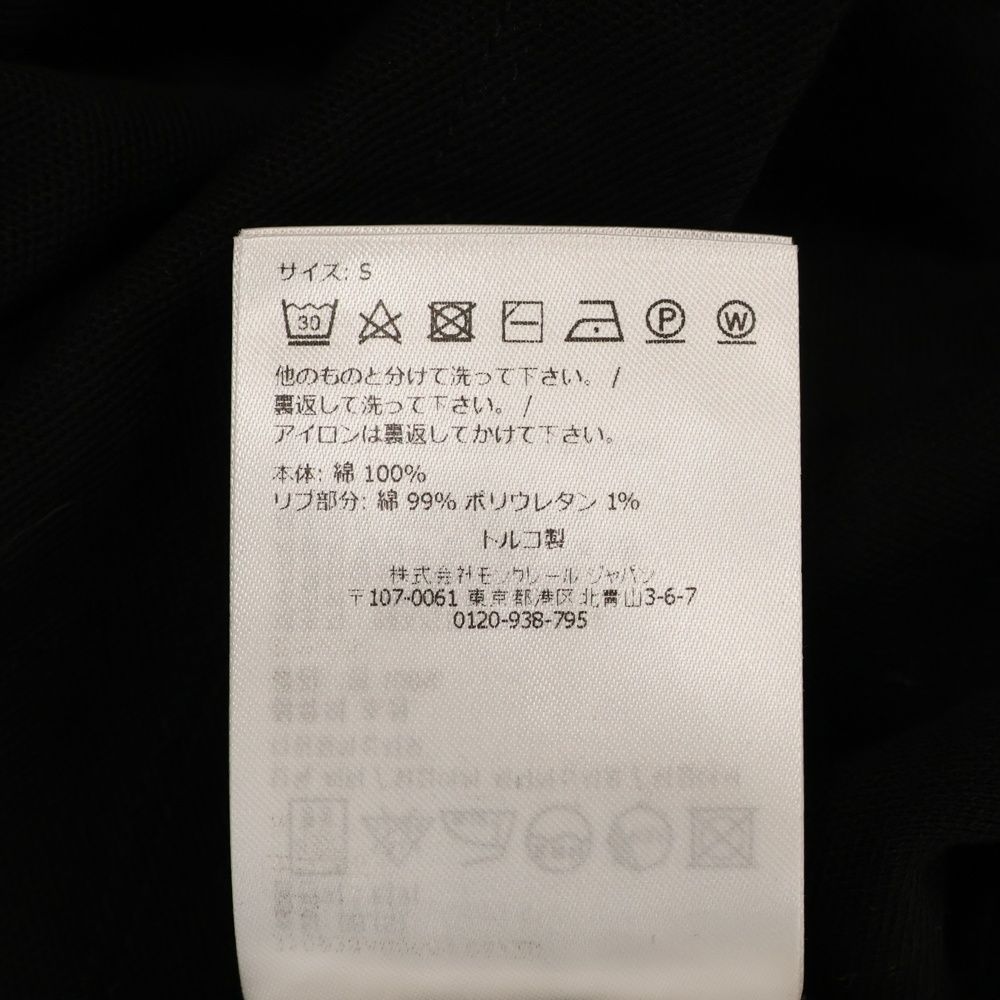 サイズ: S
30
P W
他のものと分けて洗って下さい。 /
裏返して洗って下さい。 /
アイロンは裏返してかけて下さい。
本体: 綿 100%
リブ部分: 綿 99% ポリウレタン 1%
トルコ製
株式会社モンクレール ジャパン
〒107-0061 東京都港区北青山3-6-7
0120-938-795